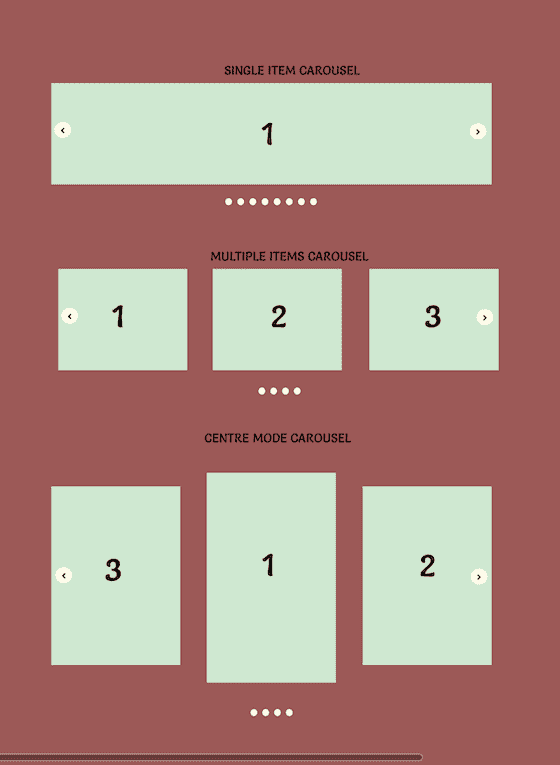 SINGLE ITEM CAROUSEL
1
MULTIPLE ITEMS CAROUSEL
1 2 3
CENTRE MODE CAROUSEL
3 1 2